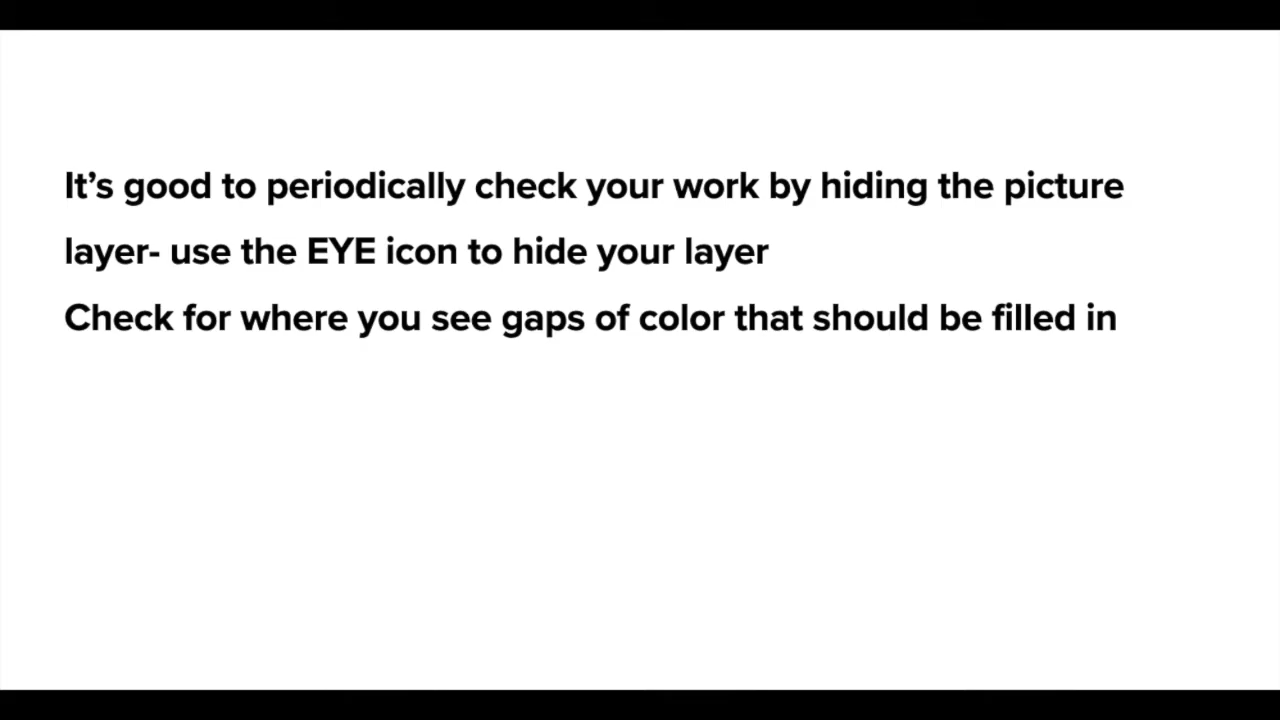 It’s good to periodically check your work by hiding the picture
layer- use the EYE icon to hide your layer
Check for where you see gaps of color that should be filled in